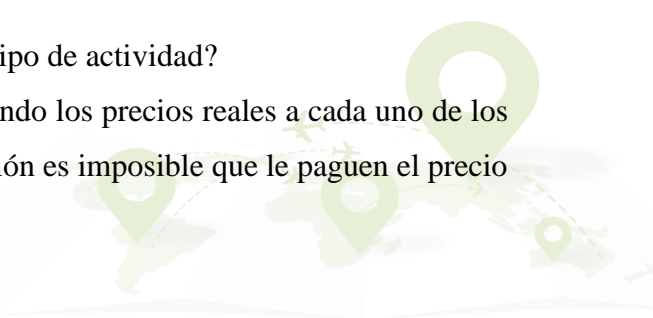 ipo de actividad?
ndo los precios reales a cada uno de los
ión es imposible que le paguen el precio